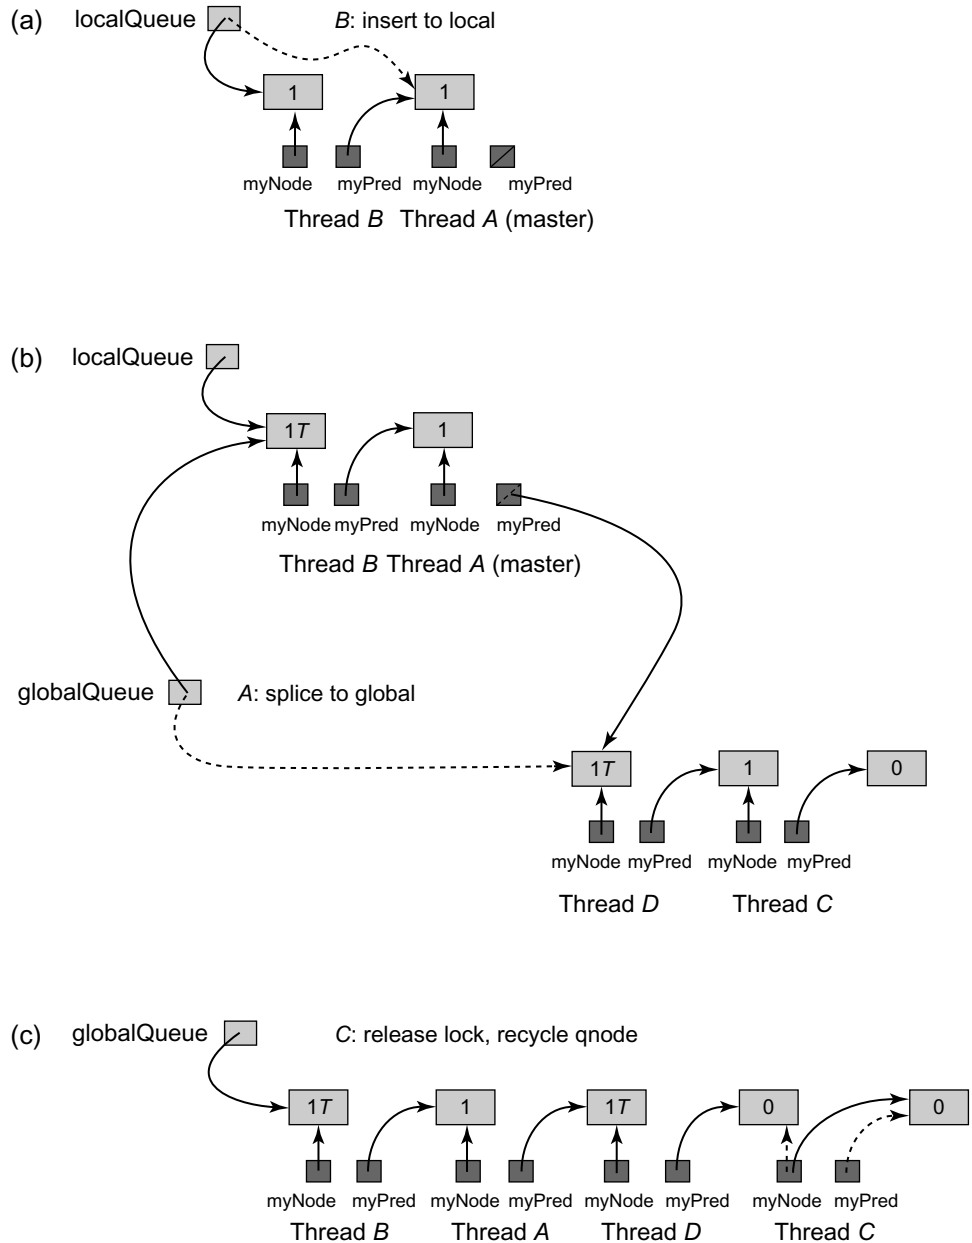 (a) localQueue B: insert to local
1 1
myNode myPred myNode myPred
Thread B Thread A (master)
(b) localQueue
1T 1
myNode myPred myNode myPred
Thread B Thread A (master)
globalQueue A: splice to global
1T 1 0
myNode myPred myNode myPred
Thread D Thread C
(c) globalQueue C: release lock, recycle qnode
1T 1 1T 0 0
myNode myPred myNode myPred myNode myPred myNode myPred
Thread B Thread A Thread D Thread C